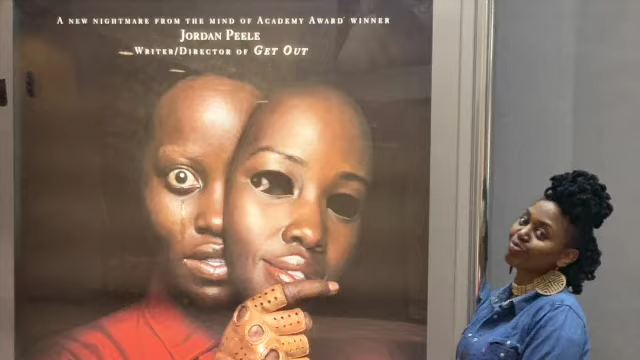 A NEW NIGHTMARE FROM THE MIND OF ACADEMY AWARD® WINNER
JORDAN PEELE
WRITER/DIRECTOR OF GET OUT